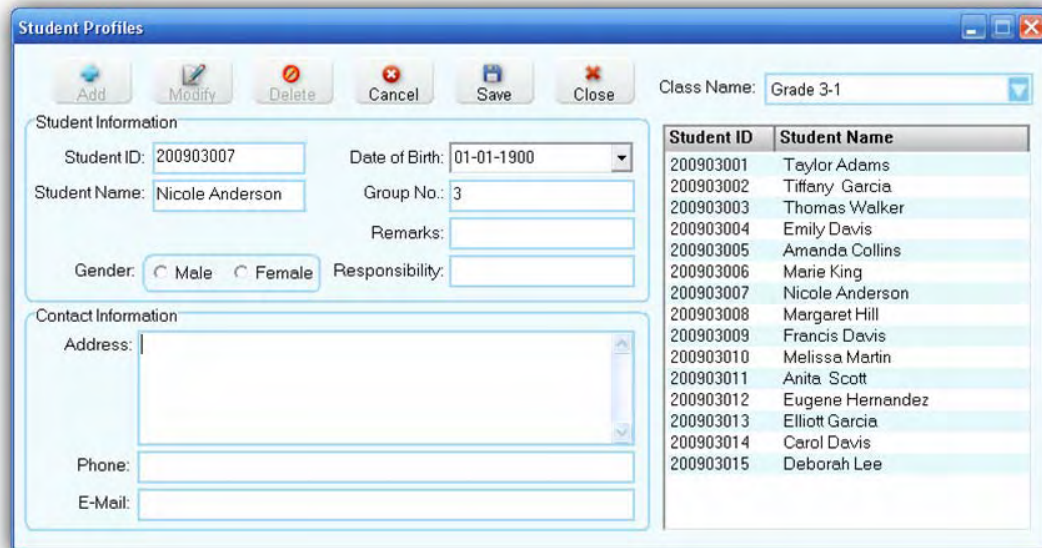 Student Profiles
Add Modify Delete Cancel Save Close
Class Name: Grade 3-1
Student Information
Student ID: 200903007 Date of Birth: 01-01-1900
Student Name: Nicole Anderson Group No.: 3
Remarks:
Gender: Male Female Responsibility:
Contact Information
Address:
Phone:
E-Mail:
Student ID Student Name
200903001 Taylor Adams
200903002 Tiffany Garcia
200903003 Thomas Walker
200903004 Emily Davis
200903005 Amanda Collins
200903006 Marie King
200903007 Nicole Anderson
200903008 Margaret Hill
200903009 Francis Davis
200903010 Melissa Martin
200903011 Anita Scott
200903012 Eugene Hernandez
200903013 Elliott Garcia
200903014 Carol Davis
200903015 Deborah Lee